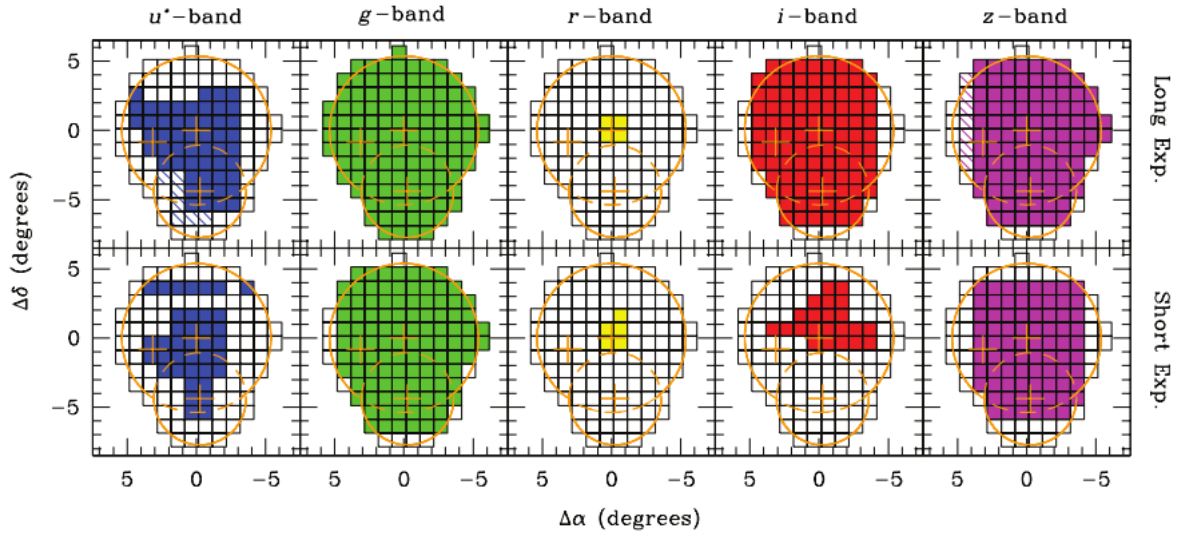 u*-band g-band r-band i-band z-band
5
0
-5
Long Exp.
5
0
-5
Short Exp.
Δδ (degrees)
5 0 -5 5 0 -5 5 0 -5 5 0 -5 5 0 -5
Δα (degrees)